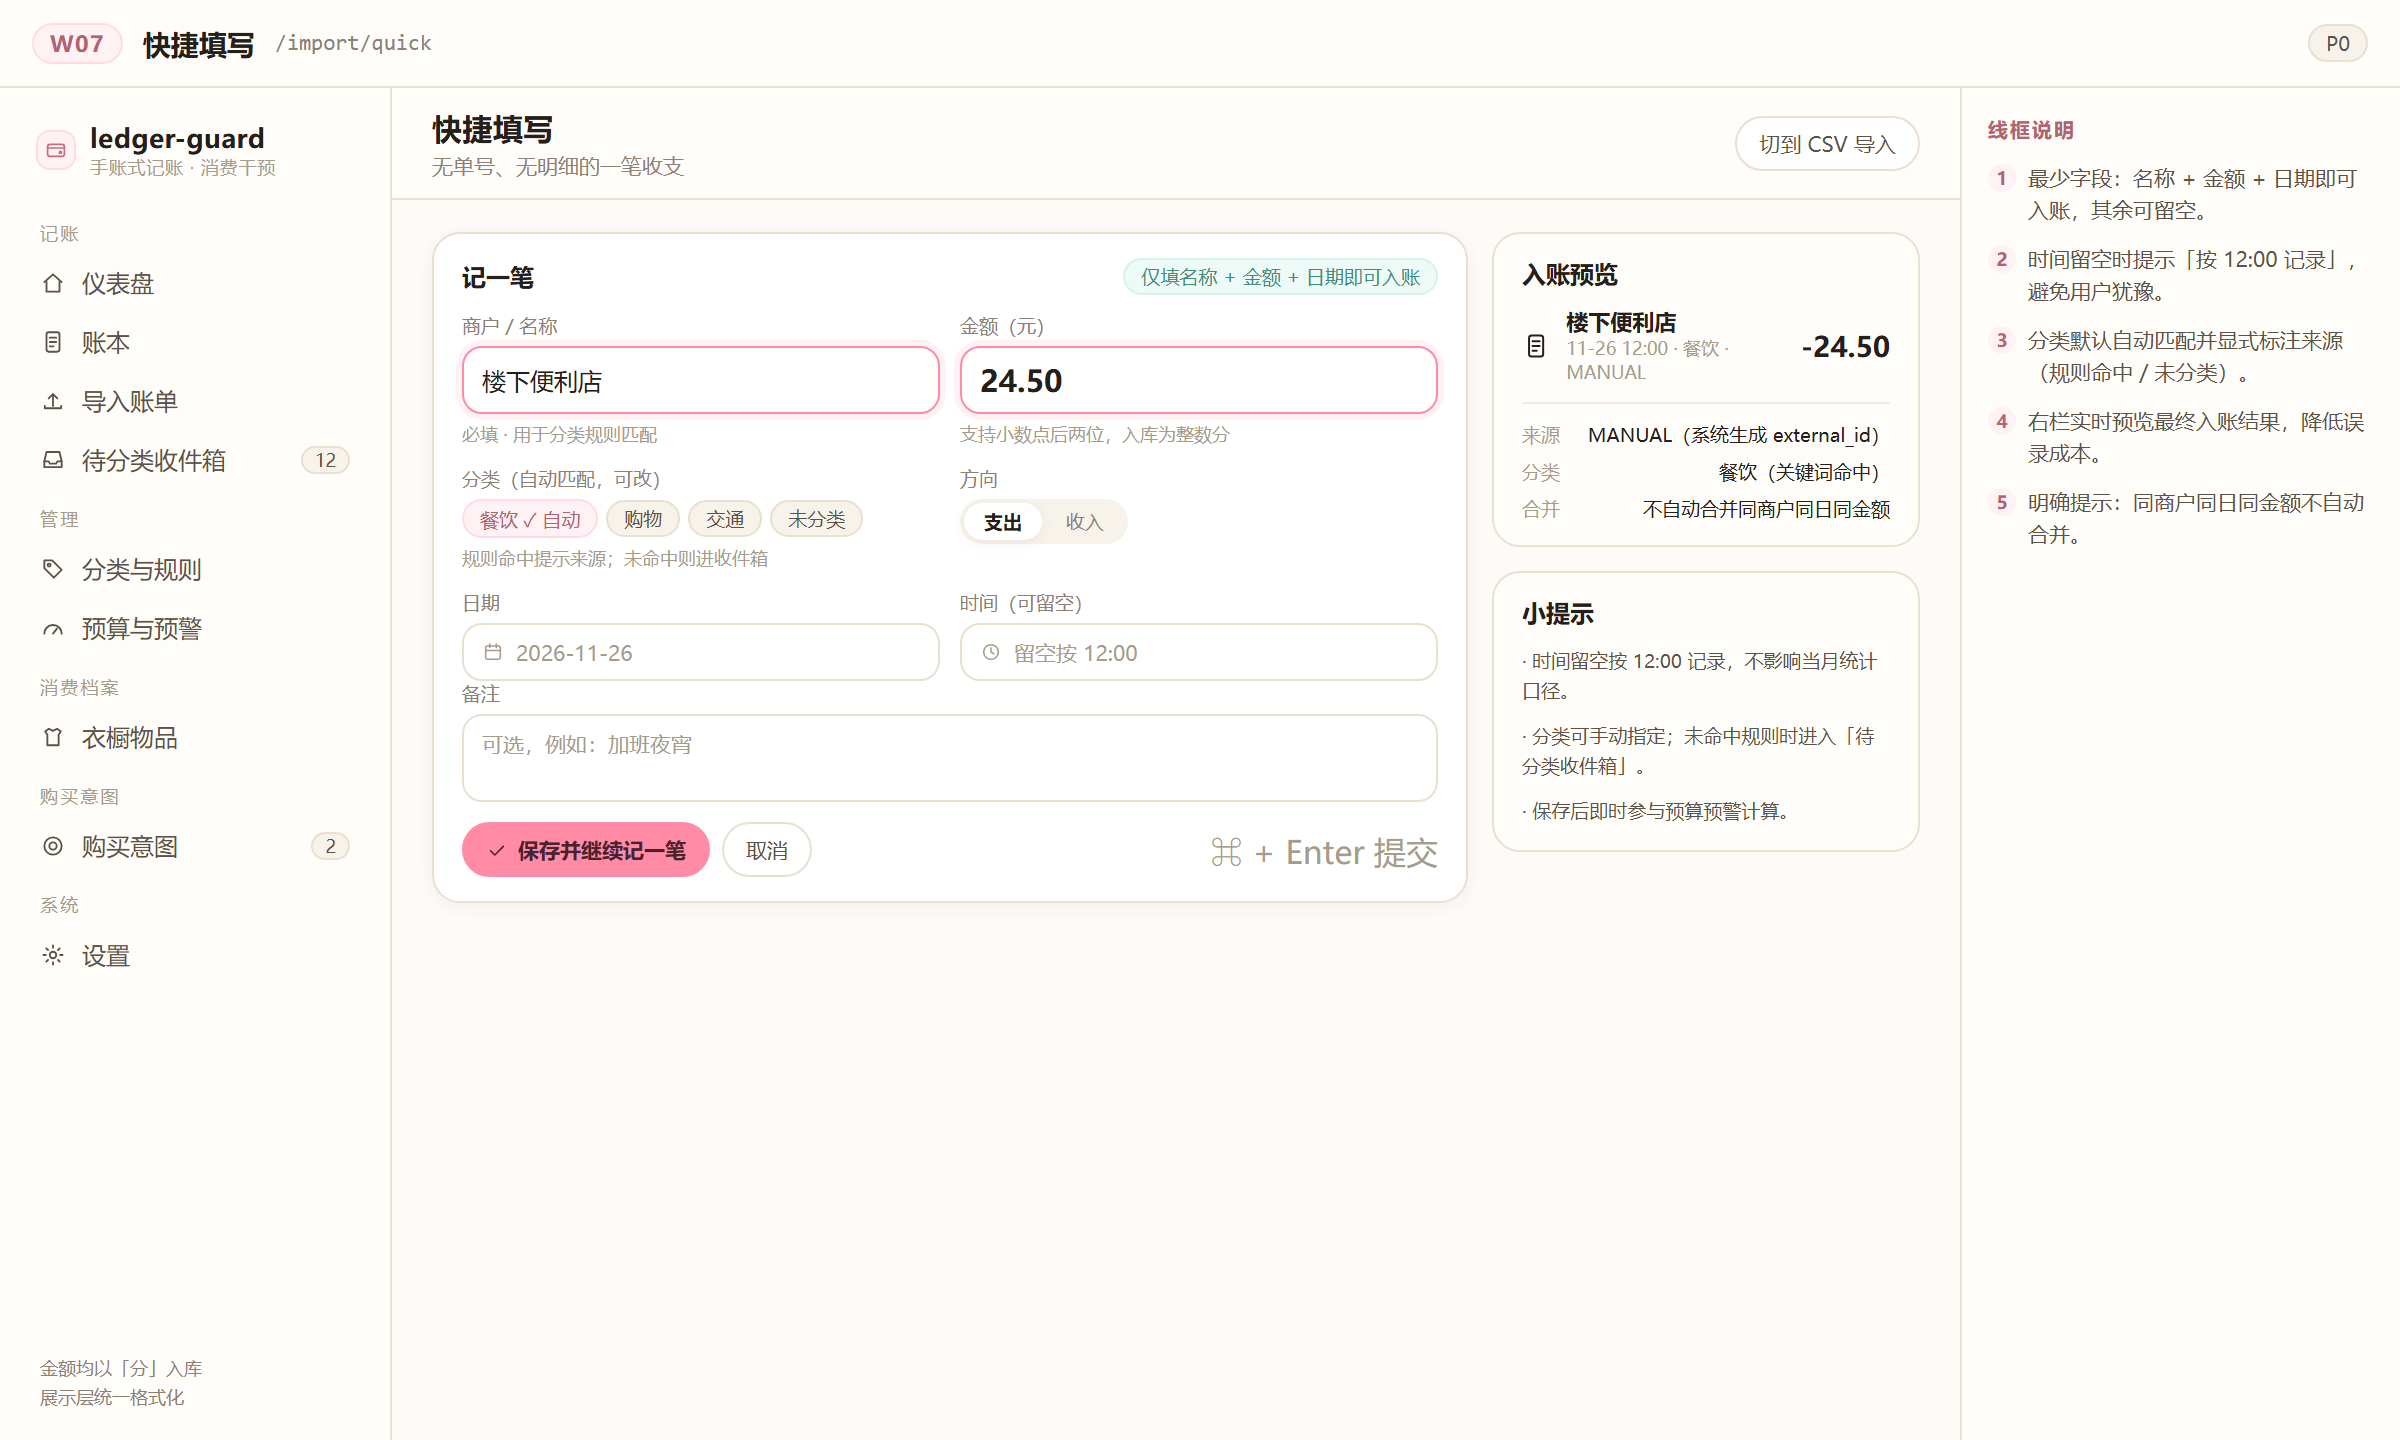 W07 快捷填写 /import/quick P0
ledger-guard
手账式记账 · 消费干预
记账
仪表盘
账本
导入账单
待分类收件箱 12
管理
分类与规则
预算与预警
消费档案
衣橱物品
购买意图
购买意图 2
系统
设置
金额均以「分」入库
展示层统一格式化
快捷填写
无单号、无明细的一笔收支
切到 CSV 导入
记一笔
仅填名称 + 金额 + 日期即可入账
商户 / 名称
楼下便利店
必填 · 用于分类规则匹配
金额（元）
24.50
支持小数点后两位，入库为整数分
分类（自动匹配，可改）
餐饮 ✓ 自动 购物 交通 未分类
规则命中提示来源；未命中则进收件箱
方向
支出 收入
日期
2026-11-26
时间（可留空）
留空按 12:00
备注
可选，例如：加班夜宵
保存并继续记一笔 取消 ⌘ + Enter 提交
入账预览
楼下便利店
11-26 12:00 · 餐饮 ·
MANUAL
-24.50
来源 MANUAL（系统生成 external_id）
分类 餐饮（关键词命中）
合并 不自动合并同商户同日同金额
小提示
· 时间留空按 12:00 记录，不影响当月统计
口径。
· 分类可手动指定；未命中规则时进入「待
分类收件箱」。
· 保存后即时参与预算预警计算。
线框说明
1 最少字段：名称 + 金额 + 日期即可
入账，其余可留空。
2 时间留空时提示「按 12:00 记录」，
避免用户犹豫。
3 分类默认自动匹配并显式标注来源
（规则命中 / 未分类）。
4 右栏实时预览最终入账结果，降低误
录成本。
5 明确提示：同商户同日同金额不自动
合并。